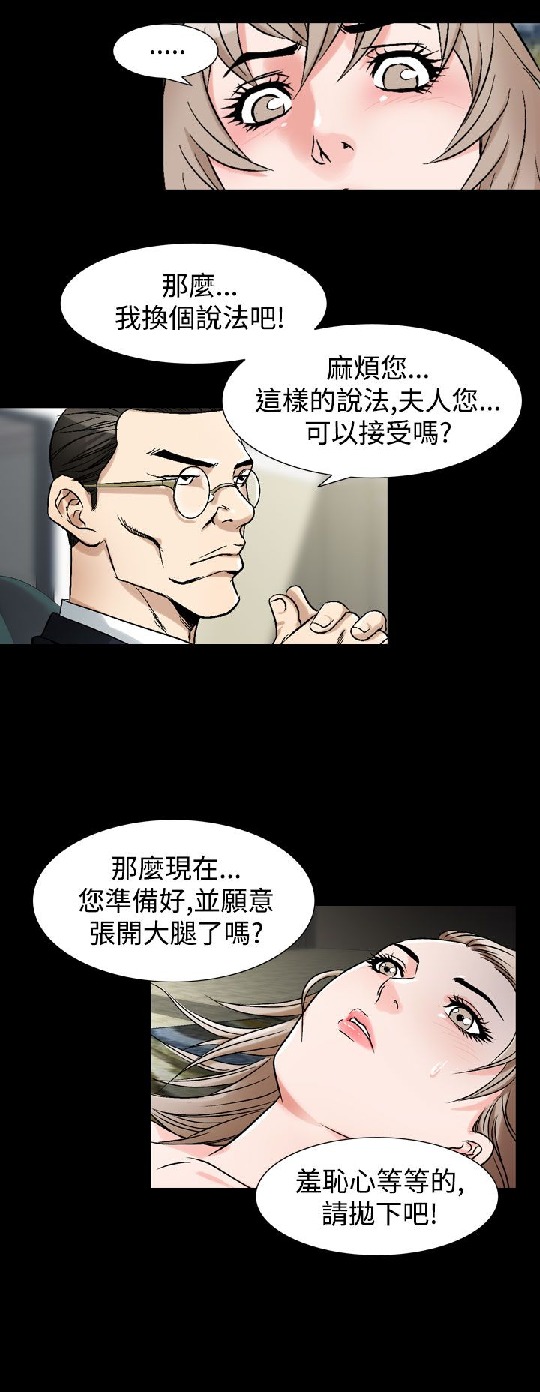 .....
那麼...
我換個說法吧!
麻煩您...
這樣的說法,夫人您...
可以接受嗎?
那麼現在...
您準備好,並願意
張開大腿了嗎?
羞恥心等等的,
請拋下吧!